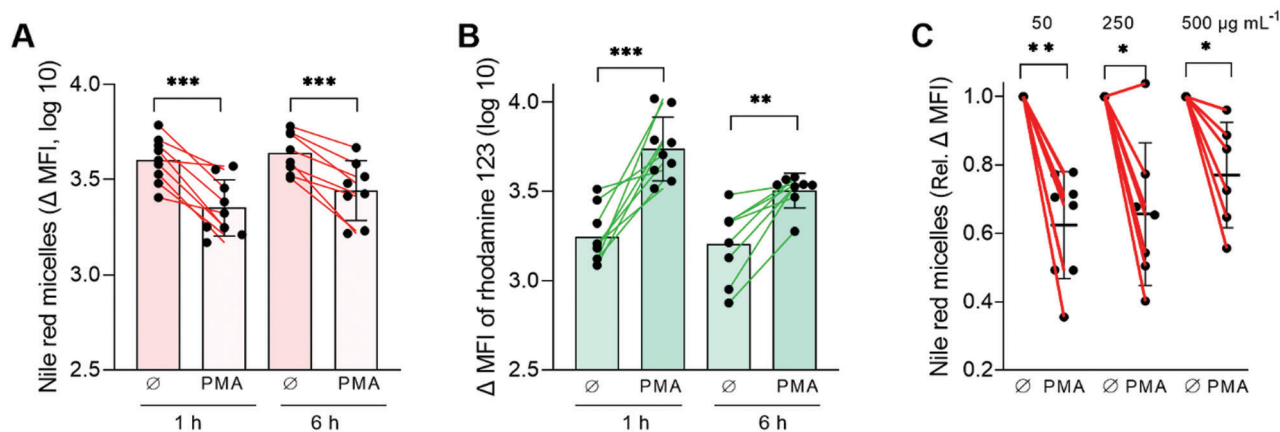 A
Nile red micelles (Δ MFI, log 10)
4.0
3.5
3.0
2.5
***
***
∅ PMA ∅ PMA
1 h 6 h
B
Δ MFI of rhodamine 123 (log 10)
4.0
3.5
3.0
2.5
***
**
∅ PMA ∅ PMA
1 h 6 h
C
50 250 500 µg mL⁻¹
** * *
Nile red micelles (Rel. Δ MFI)
1.0
0.8
0.6
0.4
0.2
∅ PMA ∅ PMA ∅ PMA